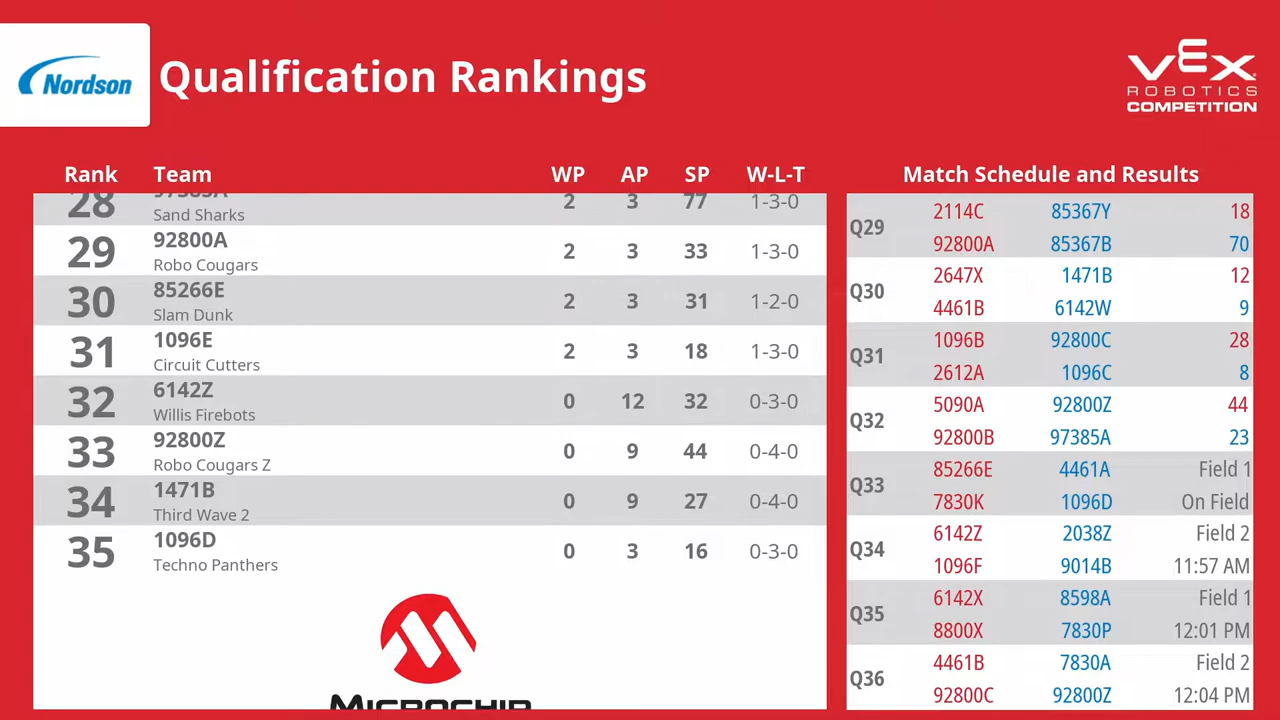 Nordson
Qualification Rankings
VEX
ROBOTICS
COMPETITION
Rank Team WP AP SP W-L-T
28 97385A 2 3 77 1-3-0
Sand Sharks
29 92800A 2 3 33 1-3-0
Robo Cougars
30 85266E 2 3 31 1-2-0
Slam Dunk
31 1096E 2 3 18 1-3-0
Circuit Cutters
32 6142Z 0 12 32 0-3-0
Willis Firebots
33 92800Z 0 9 44 0-4-0
Robo Cougars Z
34 1471B 0 9 27 0-4-0
Third Wave 2
35 1096D 0 3 16 0-3-0
Techno Panthers
MICROCHIP
Match Schedule and Results
Q29
2114C 85367Y 18
92800A 85367B 70
Q30
2647X 1471B 12
4461B 6142W 9
Q31
1096B 92800C 28
2612A 1096C 8
Q32
5090A 92800Z 44
92800B 97385A 23
Q33
85266E 4461A Field 1
7830K 1096D On Field
Q34
6142Z 2038Z Field 2
1096F 9014B 11:57 AM
Q35
6142X 8598A Field 1
8800X 7830P 12:01 PM
Q36
4461B 7830A Field 2
92800C 92800Z 12:04 PM